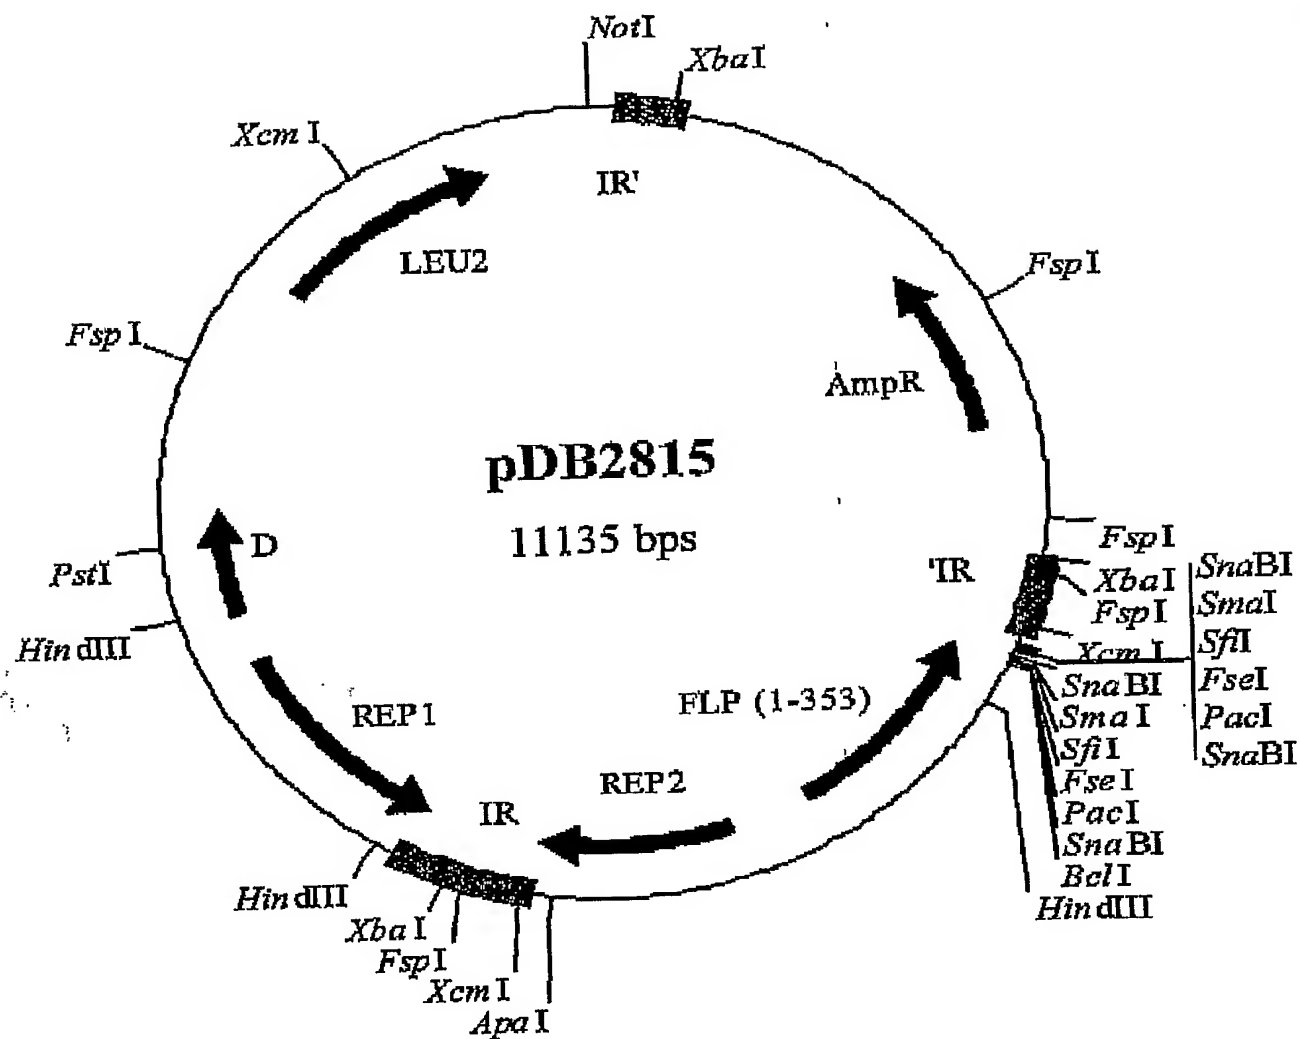 NotI
XbaI
XcmI
IR'
LEU2
FspI
FspI
AmpR
pDB2815
11135 bps
D
PstI
HindIII
FspI
'IR
XbaI
FspI
XcmI
SnaBI
SmaI
SfiI
FseI
PacI
SnaBI
SnaBI
SmaI
SfiI
FseI
PacI
SnaBI
BclI
HindIII
FLP (1-353)
REP1
REP2
IR
HindIII
XbaI
FspI
XcmI
ApaI